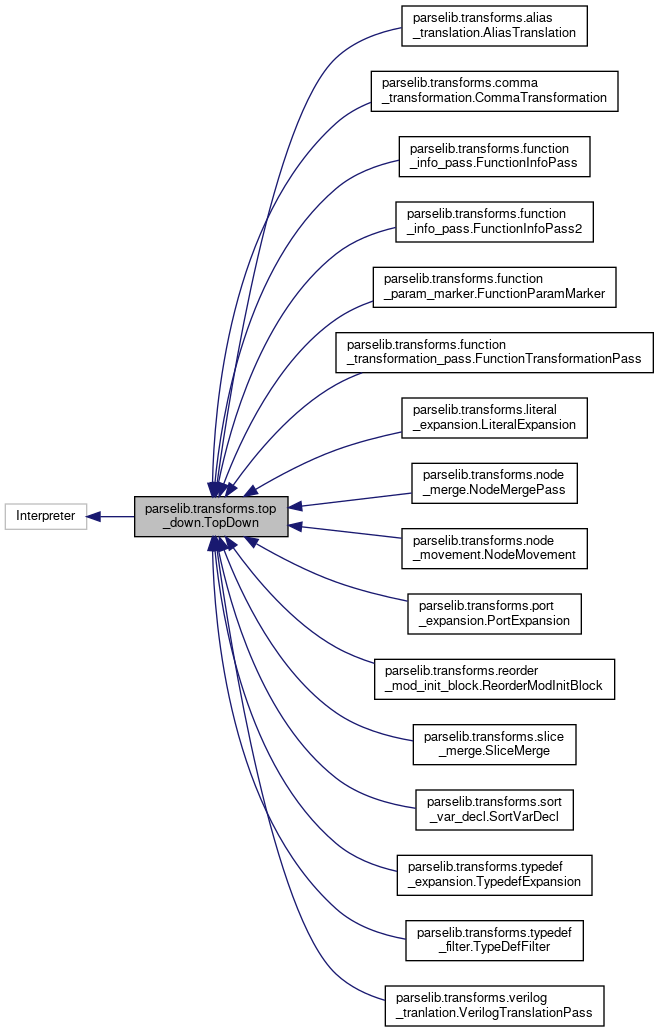 parselib.transforms.alias
_translation.AliasTranslation
parselib.transforms.comma
_transformation.CommaTransformation
parselib.transforms.function
_info_pass.FunctionInfoPass
parselib.transforms.function
_info_pass.FunctionInfoPass2
parselib.transforms.function
_param_marker.FunctionParamMarker
parselib.transforms.function
_transformation_pass.FunctionTransformationPass
parselib.transforms.literal
_expansion.LiteralExpansion
parselib.transforms.node
_merge.NodeMergePass
Interpreter
parselib.transforms.top
_down.TopDown
parselib.transforms.node
_movement.NodeMovement
parselib.transforms.port
_expansion.PortExpansion
parselib.transforms.reorder
_mod_init_block.ReorderModInitBlock
parselib.transforms.slice
_merge.SliceMerge
parselib.transforms.sort
_var_decl.SortVarDecl
parselib.transforms.typedef
_expansion.TypedefExpansion
parselib.transforms.typedef
_filter.TypeDefFilter
parselib.transforms.verilog
_tranlation.VerilogTranslationPass